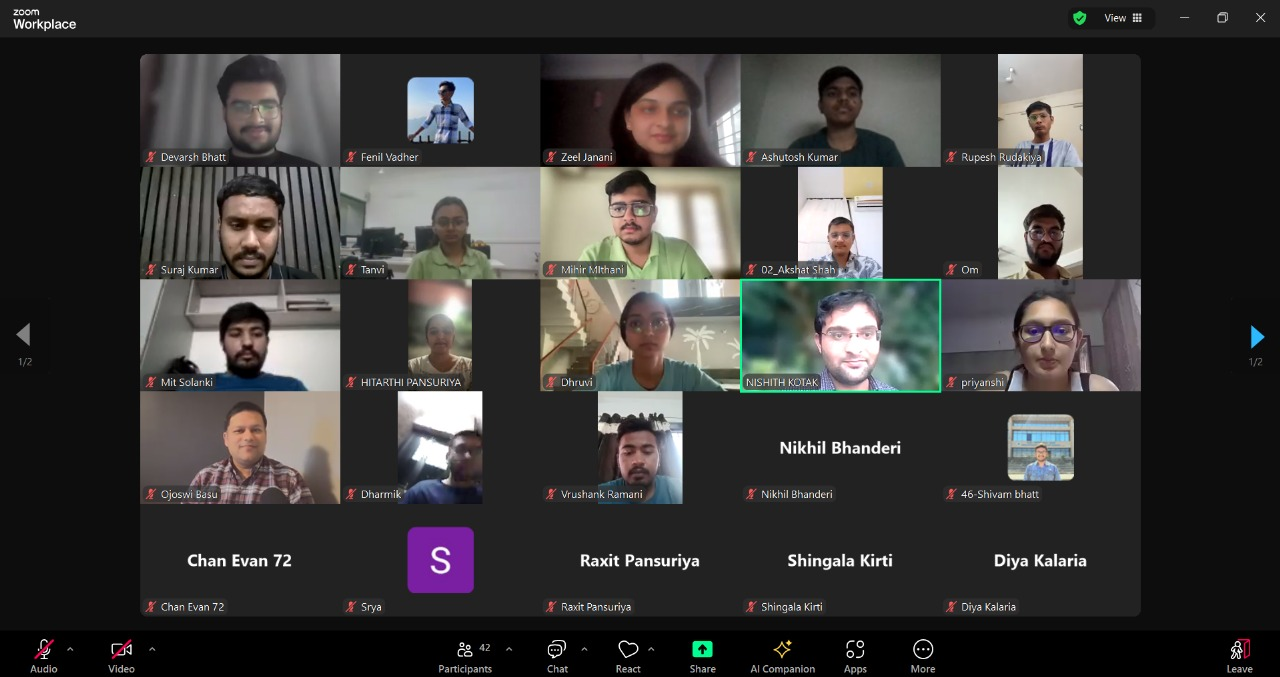 zoom
Workplace
View
Devarsh Bhatt
Fenil Vadher
Zeel Janani
Ashutosh Kumar
Rupesh Rudakiya
Suraj Kumar
Tanvi
Mihir MIthani
02_Akshat Shah
Om
1/2
1/2
Mit Solanki
HITARTHI PANSURIYA
Dhruvi
NISHITH KOTAK
priyanshi
Nikhil Bhanderi
Ojoswi Basu
Dharmik
Vrushank Ramani
Nikhil Bhanderi
46-Shivam bhatt
Chan Evan 72
S
Raxit Pansuriya
Shingala Kirti
Diya Kalaria
Chan Evan 72
Srya
Raxit Pansuriya
Shingala Kirti
Diya Kalaria
42
Audio
Video
Participants
Chat
React
Share
AI Companion
Apps
More
Leave